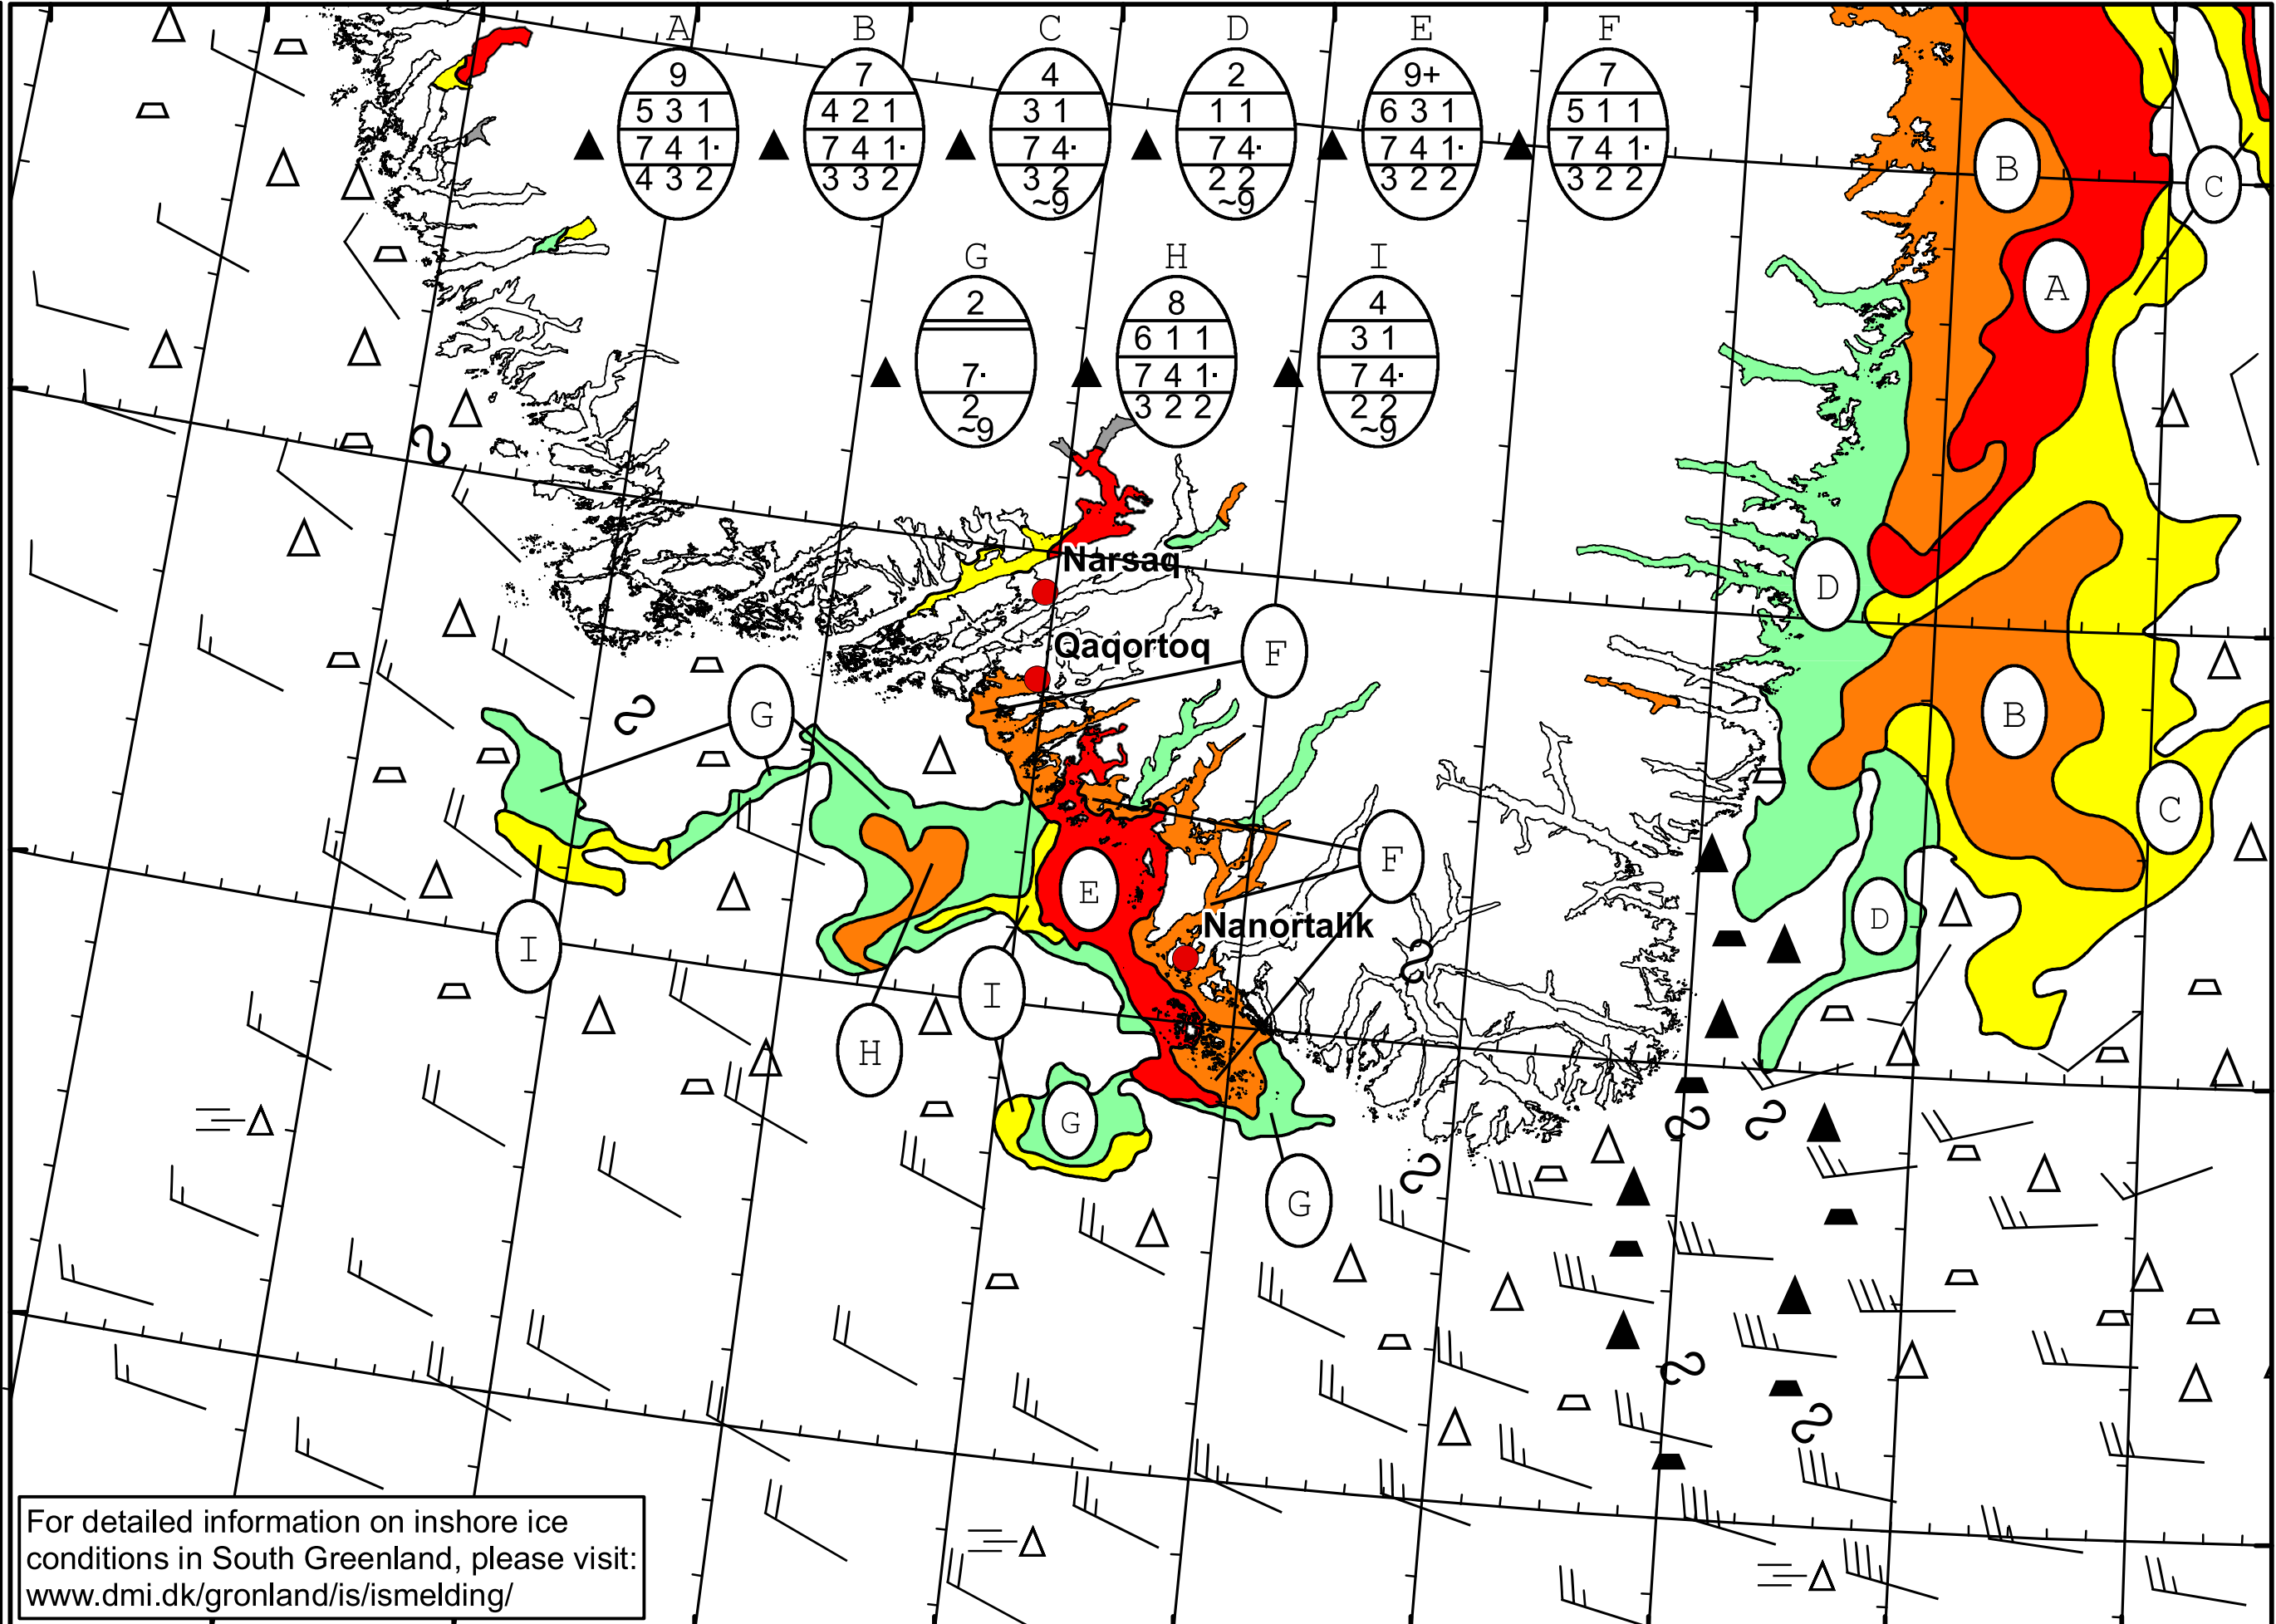 A B C D E F
9 7 4 2 9+ 7
5 3 1 4 2 1 3 1 1 1 6 3 1 5 1 1
7 4 1· 7 4 1· 7 4· 7 4· 7 4 1· 7 4 1·
4 3 2 3 3 2 3 2 2 2 3 2 2 3 2 2
~9 ~9
B
C
G H I
2 8 4
6 1 1 3 1
7· 7 4 1· 7 4·
2 3 2 2 2 2
~9 ~9
A
Narsaq
D
Qaqortoq
F
G
B
C
F
E
Nanortalik
D
I
I
H
G
G
For detailed information on inshore ice
conditions in South Greenland, please visit:
www.dmi.dk/gronland/is/ismelding/